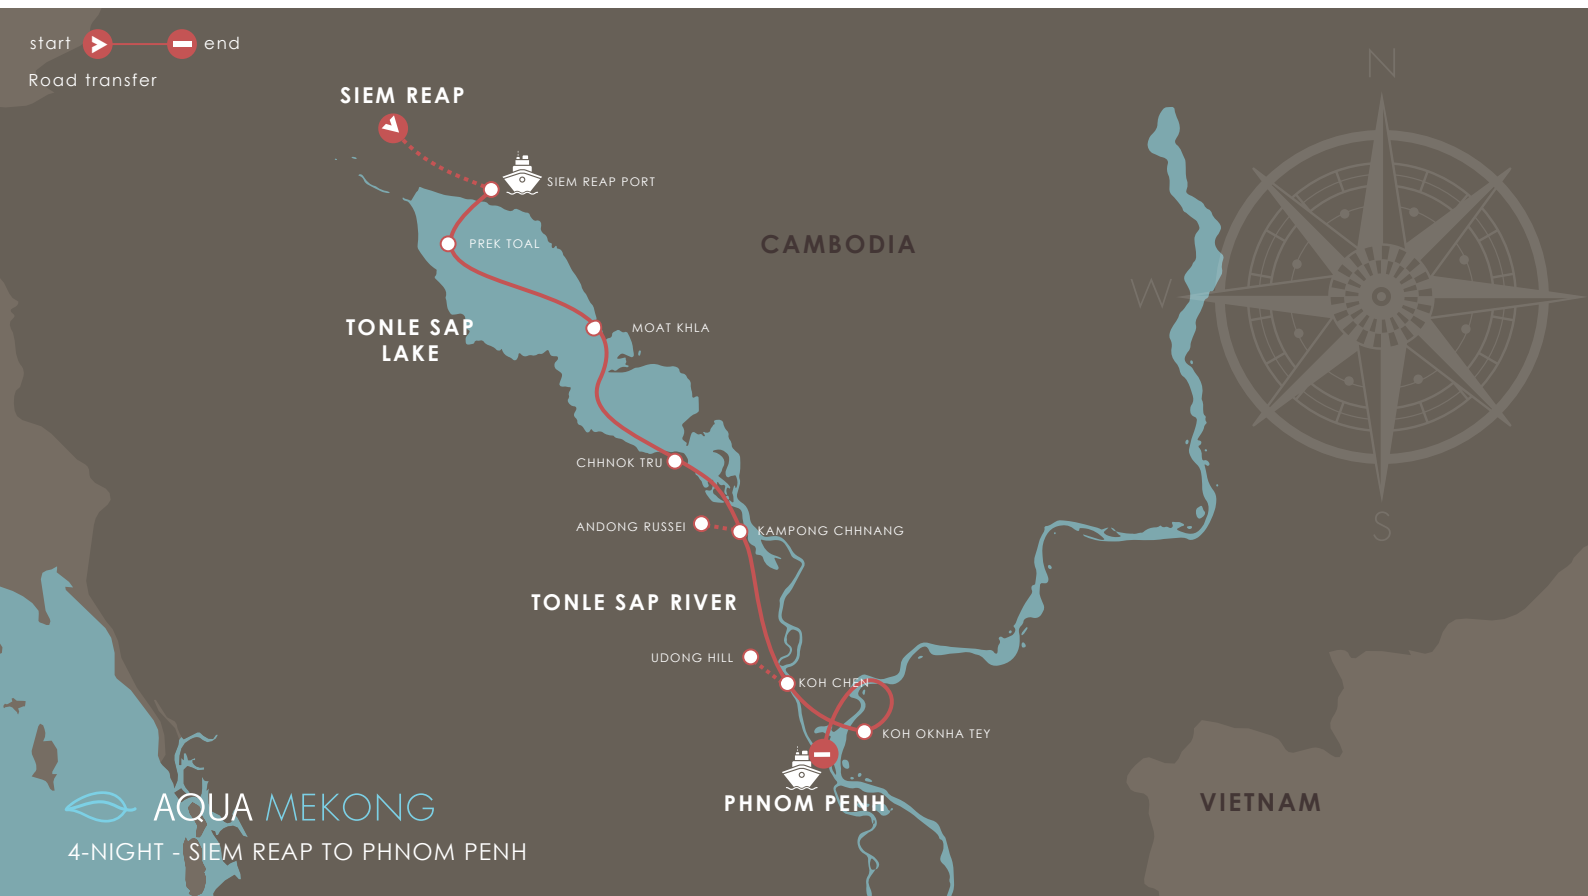 start
end
Road transfer
N
SIEM REAP
SIEM REAP PORT
PREK TOAL
CAMBODIA
W
TONLE SAP
LAKE
MOAT KHLA
CHHNOK TRU
ANDONG RUSSEI
KAMPONG CHHNANG
S
TONLE SAP RIVER
UDONG HILL
KOH CHEN
KOH OKNHA TEY
PHNOM PENH
VIETNAM
AQUA MEKONG
4-NIGHT - SIEM REAP TO PHNOM PENH